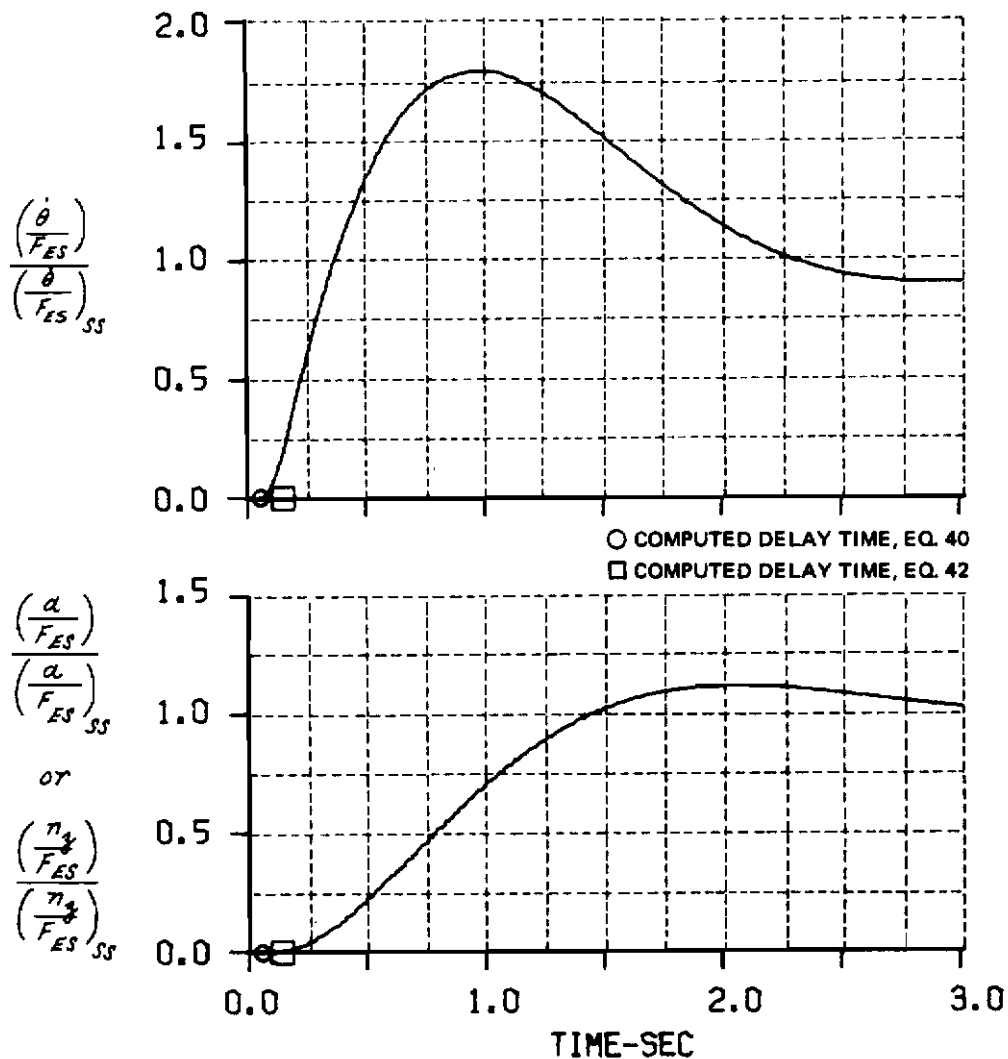 2.0
1.5
1.0
0.5
0.0
(θ̇/F_ES)
(θ̇/F_ES)_SS
○ COMPUTED DELAY TIME, EQ. 40
□ COMPUTED DELAY TIME, EQ. 42
1.5
1.0
0.5
0.0
(α/F_ES)
(α/F_ES)_SS
or
(n_z/F_ES)
(n_z/F_ES)_SS
0.0 1.0 2.0 3.0
TIME-SEC